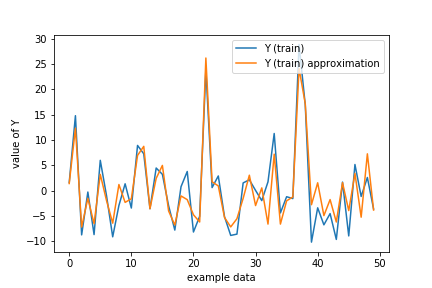 30
25
20
15
10
5
0
−5
−10
value of Y
Y (train)
Y (train) approximation
0 10 20 30 40 50
example data